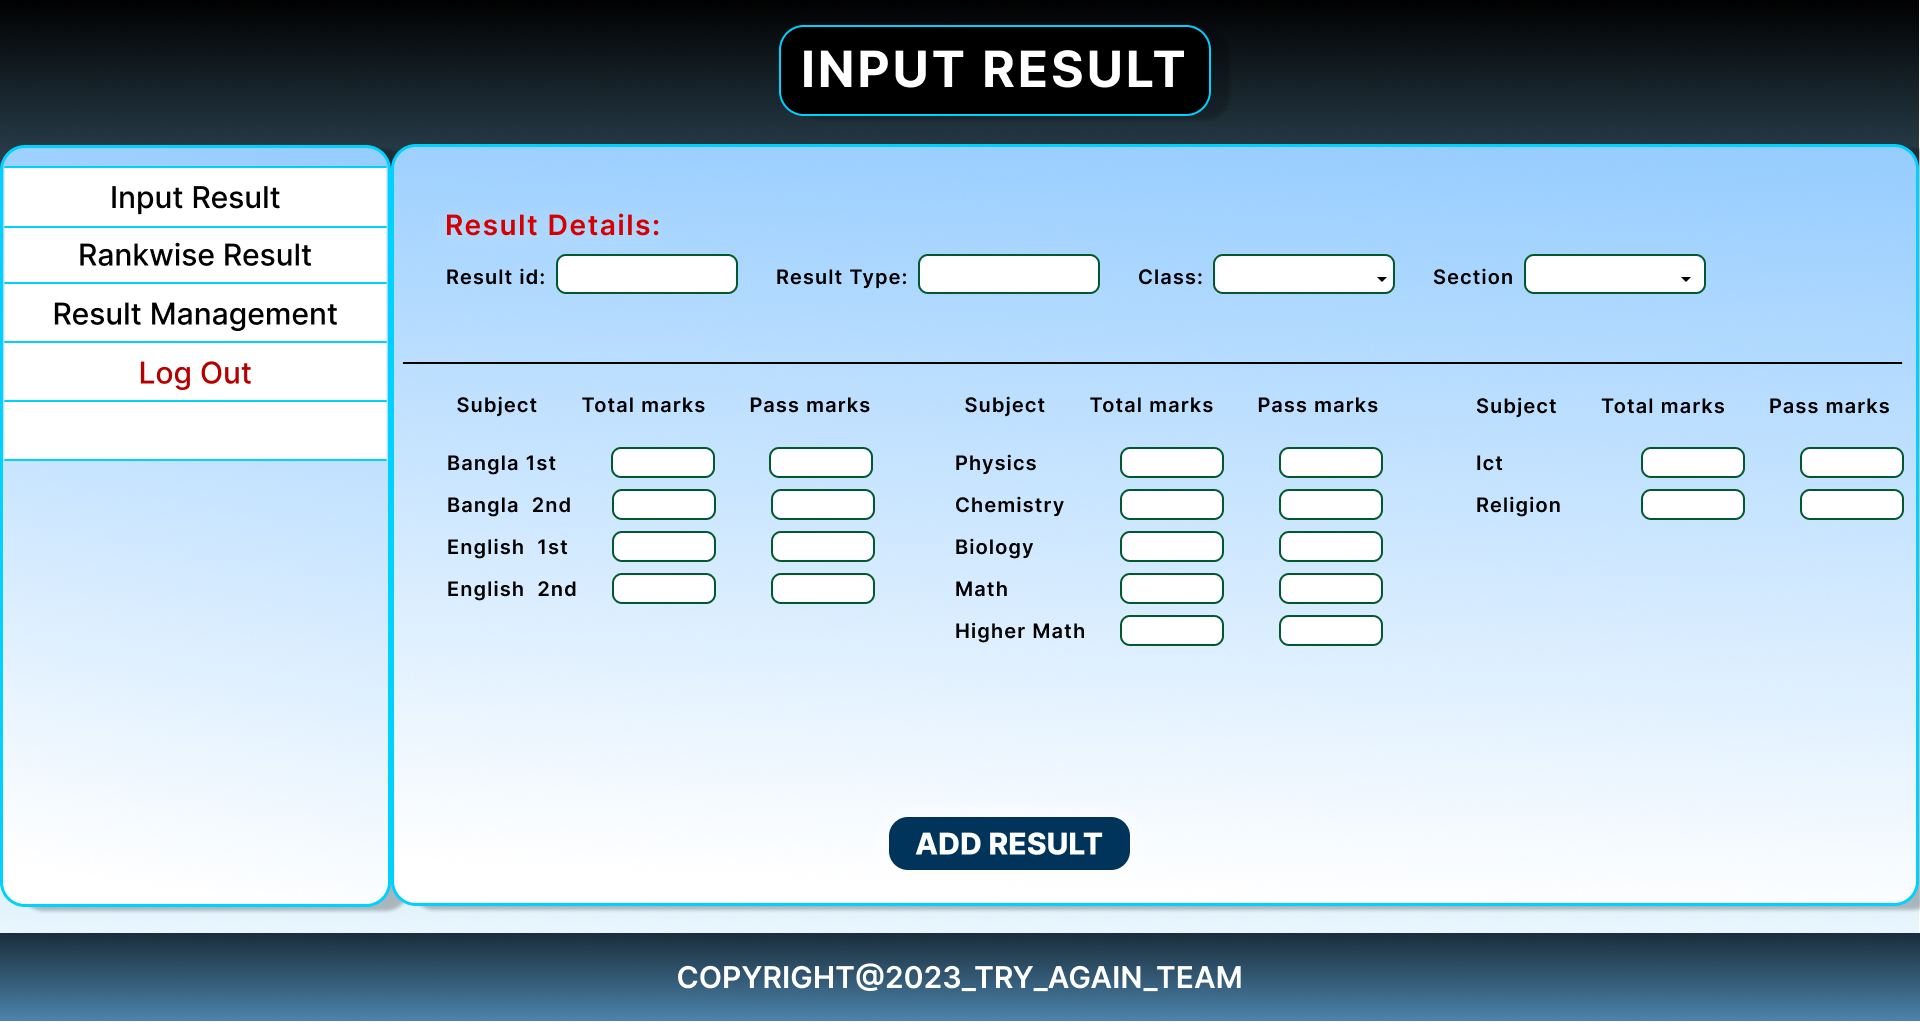 INPUT RESULT
Input Result
Rankwise Result
Result Management
Log Out
Result Details:
Result id: Result Type: Class: Section
Subject Total marks Pass marks Subject Total marks Pass marks Subject Total marks Pass marks
Bangla 1st Physics Ict
Bangla 2nd Chemistry Religion
English 1st Biology
English 2nd Math
Higher Math
ADD RESULT
COPYRIGHT@2023_TRY_AGAIN_TEAM